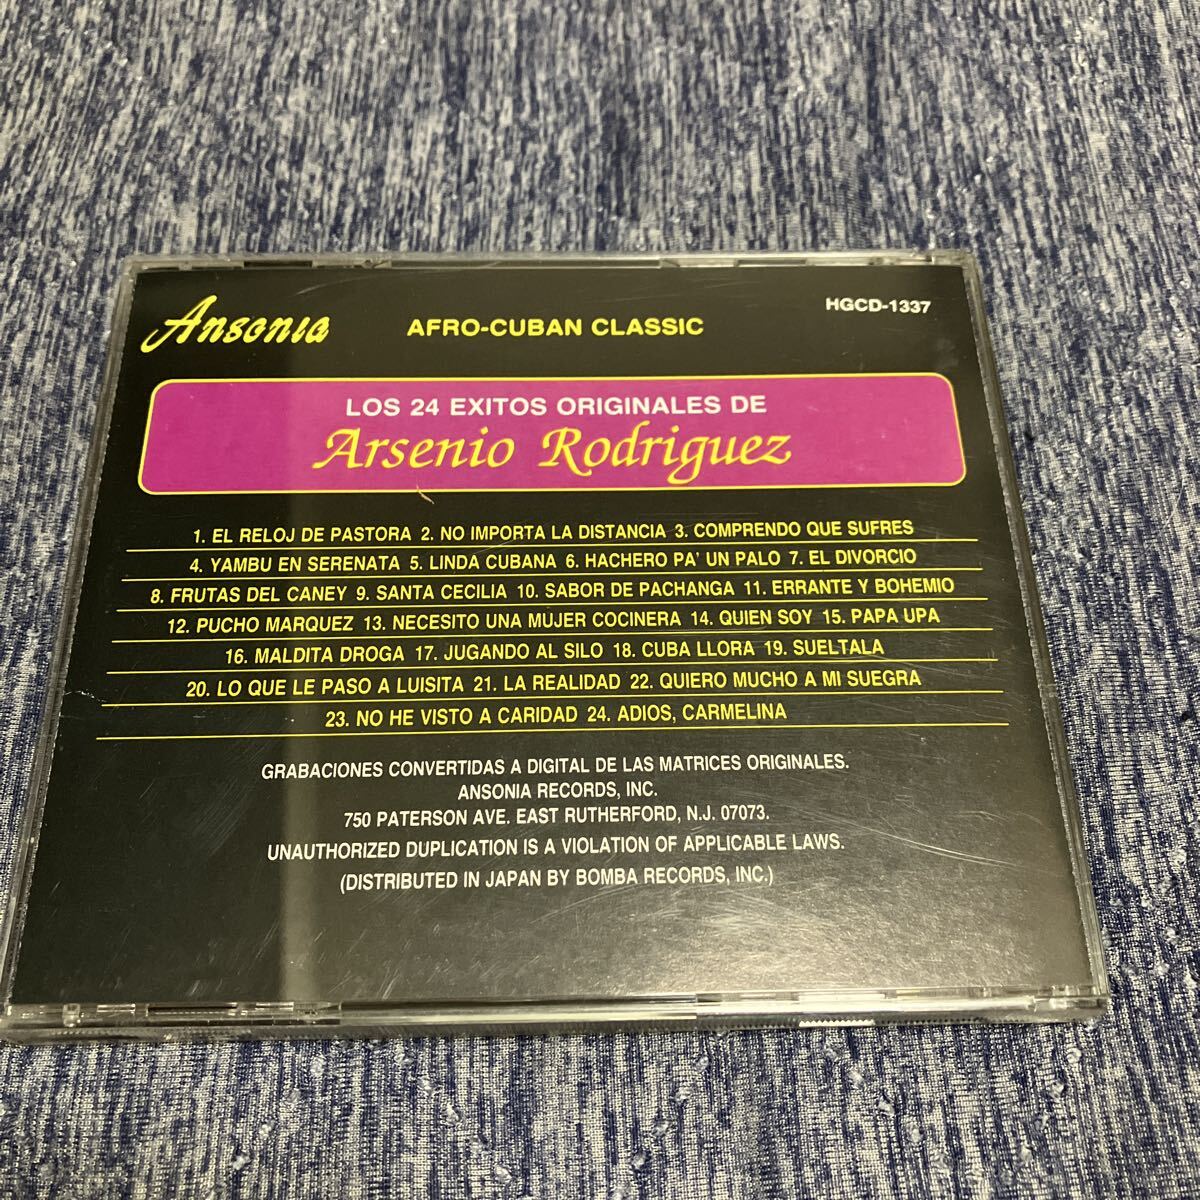 Ansonia
AFRO-CUBAN CLASSIC
HGCD-1337
LOS 24 EXITOS ORIGINALES DE
Arsenio Rodriguez
1. EL RELOJ DE PASTORA 2. NO IMPORTA LA DISTANCIA 3. COMPRENDO QUE SUFRES
4. YAMBU EN SERENATA 5. LINDA CUBANA 6. HACHERO PA' UN PALO 7. EL DIVORCIO
8. FRUTAS DEL CANEY 9. SANTA CECILIA 10. SABOR DE PACHANGA 11. ERRANTE Y BOHEMIO
12. PUCHO MARQUEZ 13. NECESITO UNA MUJER COCINERA 14. QUIEN SOY 15. PAPA UPA
16. MALDITA DROGA 17. JUGANDO AL SILO 18. CUBA LLORA 19. SUELTALA
20. LO QUE LE PASO A LUISITA 21. LA REALIDAD 22. QUIERO MUCHO A MI SUEGRA
23. NO HE VISTO A CARIDAD 24. ADIOS, CARMELINA
GRABACIONES CONVERTIDAS A DIGITAL DE LAS MATRICES ORIGINALES.
ANSONIA RECORDS, INC.
750 PATERSON AVE. EAST RUTHERFORD, N.J. 07073.
UNAUTHORIZED DUPLICATION IS A VIOLATION OF APPLICABLE LAWS.
(DISTRIBUTED IN JAPAN BY BOMBA RECORDS, INC.)